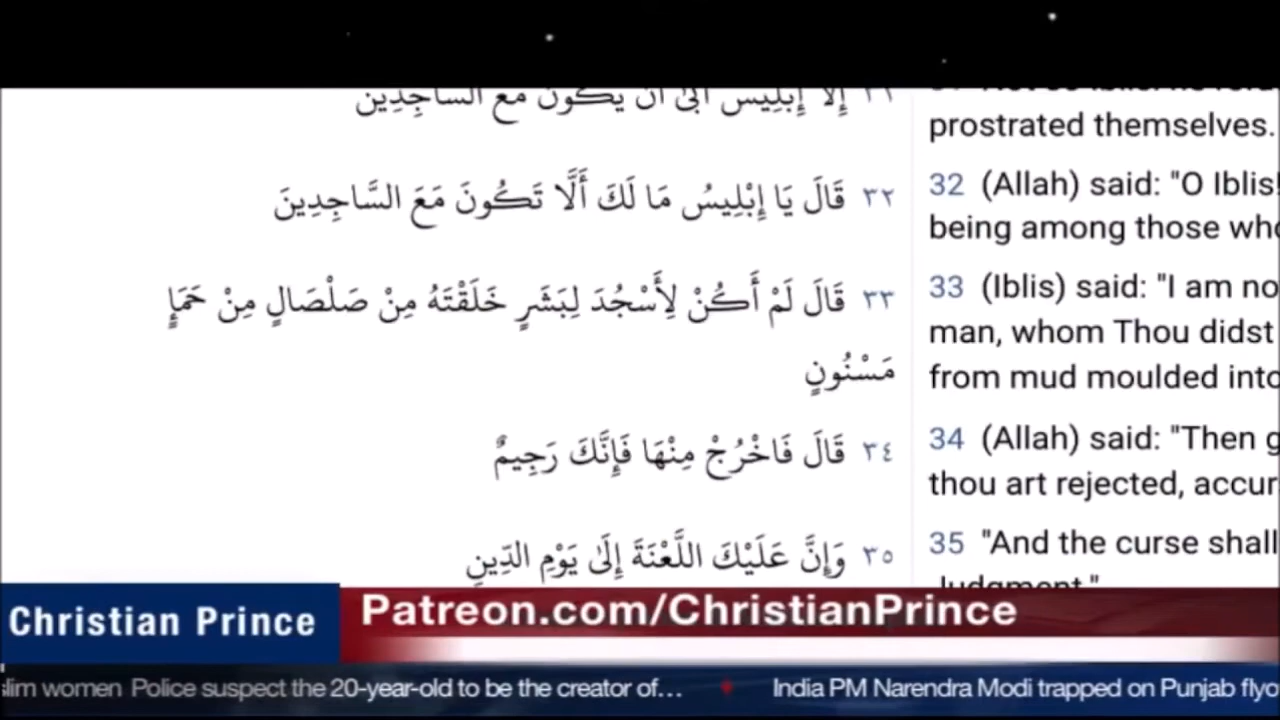 ٣١ إِلَّا إِبْلِيسَ أَبَىٰ أَن يَكُونَ مَعَ السَّاجِدِينَ
prostrated themselves.
٣٢ قَالَ يَا إِبْلِيسُ مَا لَكَ أَلَّا تَكُونَ مَعَ السَّاجِدِينَ
32 (Allah) said: "O Iblis!
being among those who
٣٣ قَالَ لَمْ أَكُنْ لِأَسْجُدَ لِبَشَرٍ خَلَقْتَهُ مِنْ صَلْصَالٍ مِنْ حَمَإٍ
مَسْنُونٍ
33 (Iblis) said: "I am no
man, whom Thou didst
from mud moulded into
٣٤ قَالَ فَاخْرُجْ مِنْهَا فَإِنَّكَ رَجِيمٌ
34 (Allah) said: "Then g
thou art rejected, accur
٣٥ وَإِنَّ عَلَيْكَ اللَّعْنَةَ إِلَىٰ يَوْمِ الدِّينِ
35 "And the curse shall
Judgment."
Christian Prince
Patreon.com/ChristianPrince
slim women Police suspect the 20-year-old to be the creator of...
India PM Narendra Modi trapped on Punjab flyo